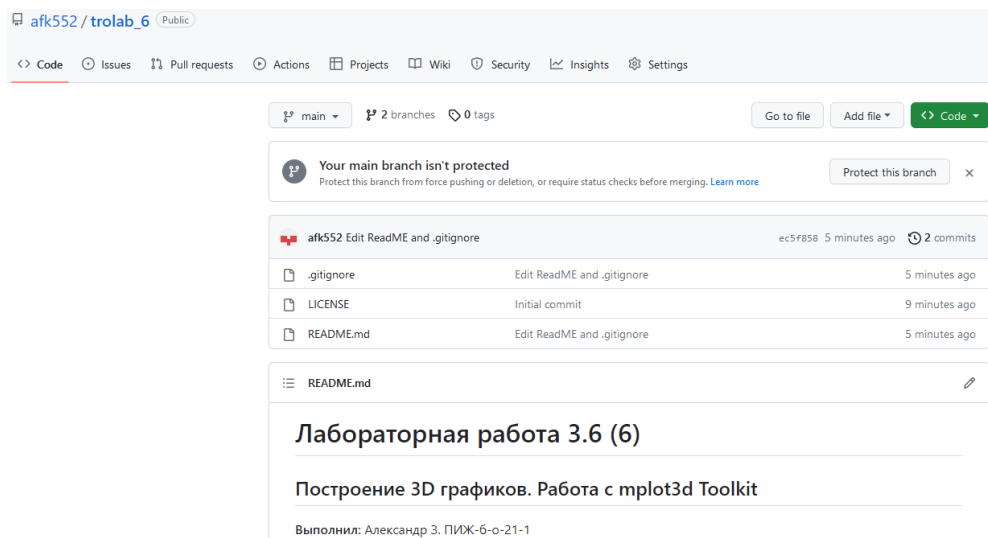 afk552 / trolab_6 Public
Code Issues Pull requests Actions Projects Wiki Security Insights Settings
main 2 branches 0 tags Go to file Add file Code
Your main branch isn't protected
Protect this branch from force pushing or deletion, or require status checks before merging. Learn more
Protect this branch
afk552 Edit ReadME and .gitignore ec5f858 5 minutes ago 2 commits
.gitignore Edit ReadME and .gitignore 5 minutes ago
LICENSE Initial commit 9 minutes ago
README.md Edit ReadME and .gitignore 5 minutes ago
README.md
Лабораторная работа 3.6 (6)
Построение 3D графиков. Работа с mplot3d Toolkit
Выполнил: Александр З. ПИЖ-б-о-21-1